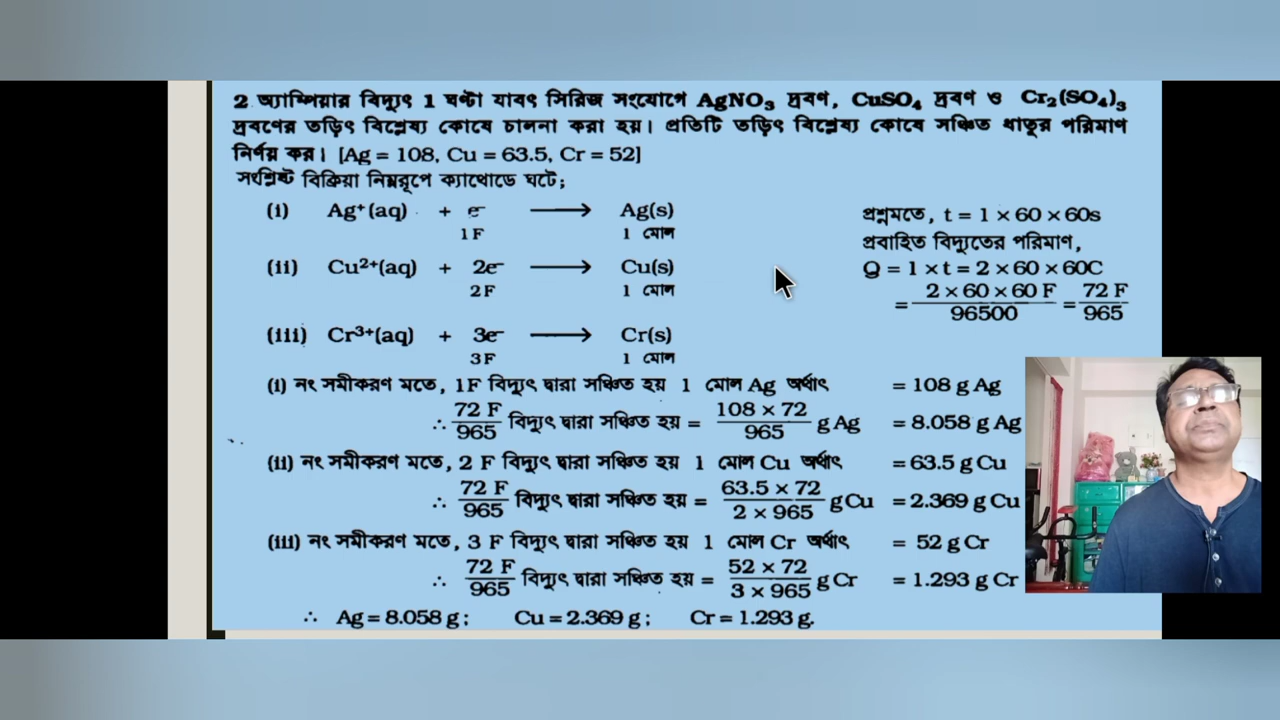 2 অ্যাম্পিয়ার বিদ্যুৎ 1 ঘণ্টা যাবৎ সিরিজ সংযোগে AgNO₃ দ্রবণ, CuSO₄ দ্রবণ ও Cr₂(SO₄)₃
দ্রবণের তড়িৎ বিশ্লেষ্য কোষে চালনা করা হয়। প্রতিটি তড়িৎ বিশ্লেষ্য কোষে সঞ্চিত ধাতুর পরিমাণ
নির্ণয় কর। [Ag = 108, Cu = 63.5, Cr = 52]
সংশ্লিষ্ট বিক্রিয়া নিম্নরূপে ক্যাথোডে ঘটে;
(i) Ag⁺(aq) + e⁻ ⟶ Ag(s)
1F 1 মোল
(ii) Cu²⁺(aq) + 2e⁻ ⟶ Cu(s)
2F 1 মোল
(iii) Cr³⁺(aq) + 3e⁻ ⟶ Cr(s)
3F 1 মোল
প্রশ্নমতে, t = 1 × 60 × 60s
প্রবাহিত বিদ্যুতের পরিমাণ,
Q = 1 × t = 2 × 60 × 60C
= 2 × 60 × 60 F / 96500 = 72 F / 965
(i) নং সমীকরণ মতে, 1F বিদ্যুৎ দ্বারা সঞ্চিত হয় 1 মোল Ag অর্থাৎ = 108 g Ag
∴ 72 F / 965 বিদ্যুৎ দ্বারা সঞ্চিত হয় = 108 × 72 / 965 g Ag = 8.058 g Ag
(ii) নং সমীকরণ মতে, 2 F বিদ্যুৎ দ্বারা সঞ্চিত হয় 1 মোল Cu অর্থাৎ = 63.5 g Cu
∴ 72 F / 965 বিদ্যুৎ দ্বারা সঞ্চিত হয় = 63.5 × 72 / 2 × 965 g Cu = 2.369 g Cu
(iii) নং সমীকরণ মতে, 3 F বিদ্যুৎ দ্বারা সঞ্চিত হয় 1 মোল Cr অর্থাৎ = 52 g Cr
∴ 72 F / 965 বিদ্যুৎ দ্বারা সঞ্চিত হয় = 52 × 72 / 3 × 965 g Cr = 1.293 g Cr
∴ Ag = 8.058 g; Cu = 2.369 g; Cr = 1.293 g.